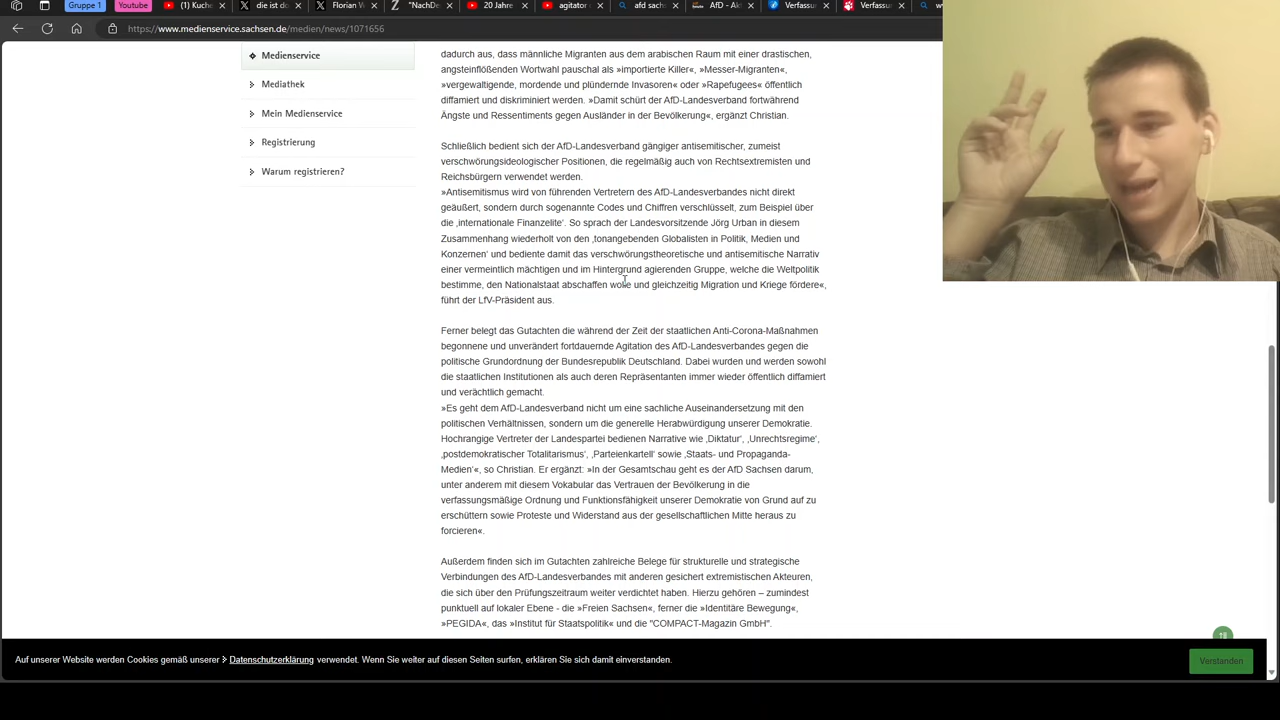 Gruppe 1
Youtube
(1) Kuche
die ist do
Florian W
"NachDe
20 Jahre
agitator
afd sach
AfD - Ak
Verfassur
Verfassur
https://www.medienservice.sachsen.de/medien/news/1071656
Medienservice
Mediathek
Mein Medienservice
Registrierung
Warum registrieren?
dadurch aus, dass männliche Migranten aus dem arabischen Raum mit einer drastischen,
angsteinflößenden Wortwahl pauschal als »importierte Killer«, »Messer-Migranten«,
»vergewaltigende, mordende und plündernde Invasoren« oder »Rapefugees« öffentlich
diffamiert und diskriminiert werden. »Damit schürt der AfD-Landesverband fortwährend
Ängste und Ressentiments gegen Ausländer in der Bevölkerung«, ergänzt Christian.
Schließlich bedient sich der AfD-Landesverband gängiger antisemitischer, zumeist
verschwörungsideologischer Positionen, die regelmäßig auch von Rechtsextremisten und
Reichsbürgern verwendet werden.
»Antisemitismus wird von führenden Vertretern des AfD-Landesverbandes nicht direkt
geäußert, sondern durch sogenannte Codes und Chiffren verschlüsselt, zum Beispiel über
die ‚internationale Finanzelite‘. So sprach der Landesvorsitzende Jörg Urban in diesem
Zusammenhang wiederholt von den ‚tonangebenden Globalisten in Politik, Medien und
Konzernen‘ und bediente damit das verschwörungstheoretische und antisemitische Narrativ
einer vermeintlich mächtigen und im Hintergrund agierenden Gruppe, welche die Weltpolitik
bestimme, den Nationalstaat abschaffen wolle und gleichzeitig Migration und Kriege fördere«,
führt der LfV-Präsident aus.
Ferner belegt das Gutachten die während der Zeit der staatlichen Anti-Corona-Maßnahmen
begonnene und unverändert fortdauernde Agitation des AfD-Landesverbandes gegen die
politische Grundordnung der Bundesrepublik Deutschland. Dabei wurden und werden sowohl
die staatlichen Institutionen als auch deren Repräsentanten immer wieder öffentlich diffamiert
und verächtlich gemacht.
»Es geht dem AfD-Landesverband nicht um eine sachliche Auseinandersetzung mit den
politischen Verhältnissen, sondern um die generelle Herabwürdigung unserer Demokratie.
Hochrangige Vertreter der Landespartei bedienen Narrative wie ‚Diktatur‘, ‚Unrechtsregime‘,
‚postdemokratischer Totalitarismus‘, ‚Parteienkartell‘ sowie ‚Staats- und Propaganda-
Medien‘«, so Christian. Er ergänzt: »In der Gesamtschau geht es der AfD Sachsen darum,
unter anderem mit diesem Vokabular das Vertrauen der Bevölkerung in die
verfassungsmäßige Ordnung und Funktionsfähigkeit unserer Demokratie von Grund auf zu
erschüttern sowie Proteste und Widerstand aus der gesellschaftlichen Mitte heraus zu
forcieren«.
Außerdem finden sich im Gutachten zahlreiche Belege für strukturelle und strategische
Verbindungen des AfD-Landesverbandes mit anderen gesichert extremistischen Akteuren,
die sich über den Prüfungszeitraum weiter verdichtet haben. Hierzu gehören – zumindest
punktuell auf lokaler Ebene - die »Freien Sachsen«, ferner die »Identitäre Bewegung«,
»PEGIDA«, das »Institut für Staatspolitik« und die "COMPACT-Magazin GmbH".
Auf unserer Website werden Cookies gemäß unserer Datenschutzerklärung verwendet. Wenn Sie weiter auf diesen Seiten surfen, erklären Sie sich damit einverstanden.
Verstanden